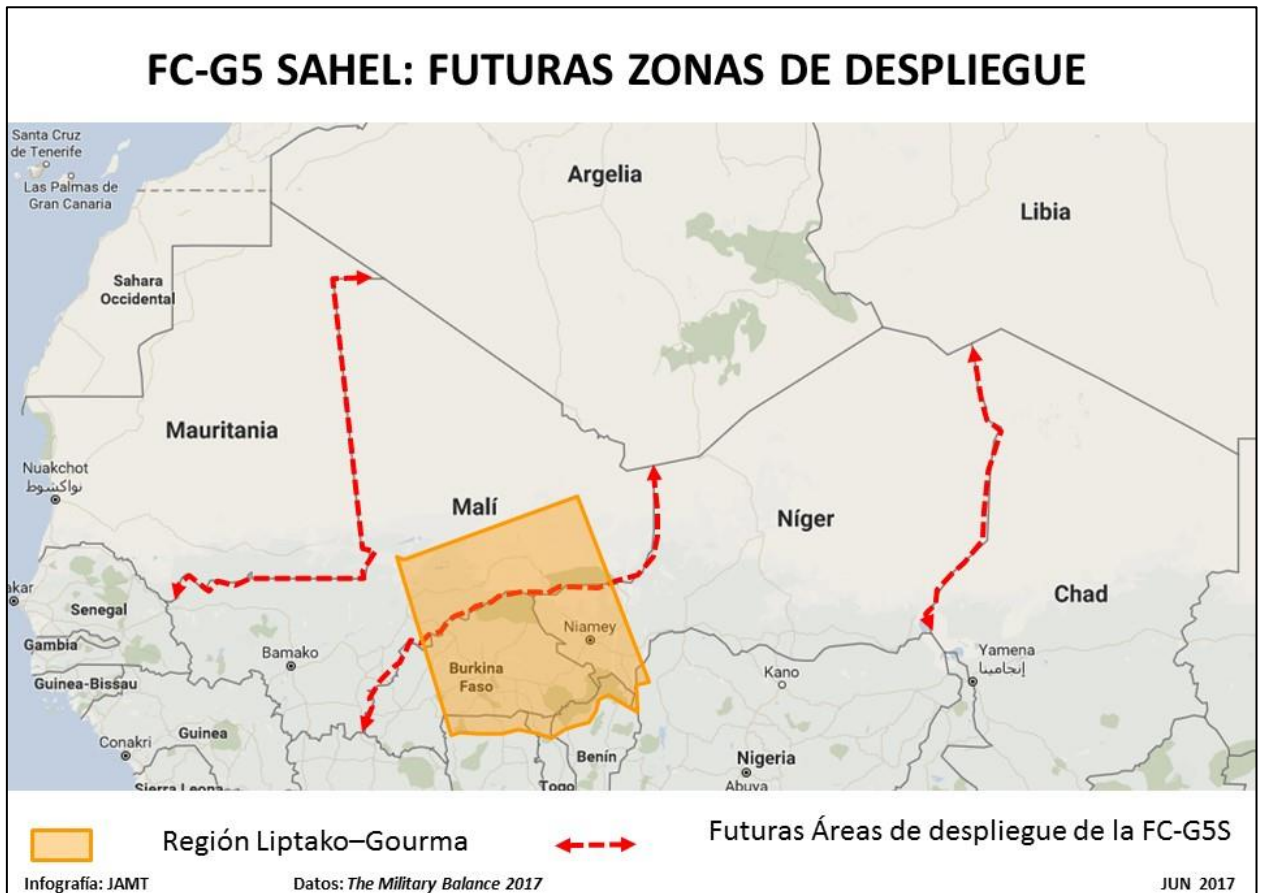 FC-G5 SAHEL: FUTURAS ZONAS DE DESPLIEGUE
Santa Cruz
de Tenerife
Las Palmas de
Gran Canaria
Argelia
Libia
Sahara
Occidental
Mauritania
Nuakchot
نواكشوط
Malí
Níger
Chad
akar
Senegal
Gambia
Bamako
Niamey
Burkina
Faso
Kano
Yamena
إنجامينا
Guinea-Bissau
Guinea
Conakri
Benín
Nigeria
Sierra Leona
Togo
Abuya
Región Liptako–Gourma
Futuras Áreas de despliegue de la FC-G5S
Infografía: JAMT
Datos: The Military Balance 2017
JUN 2017